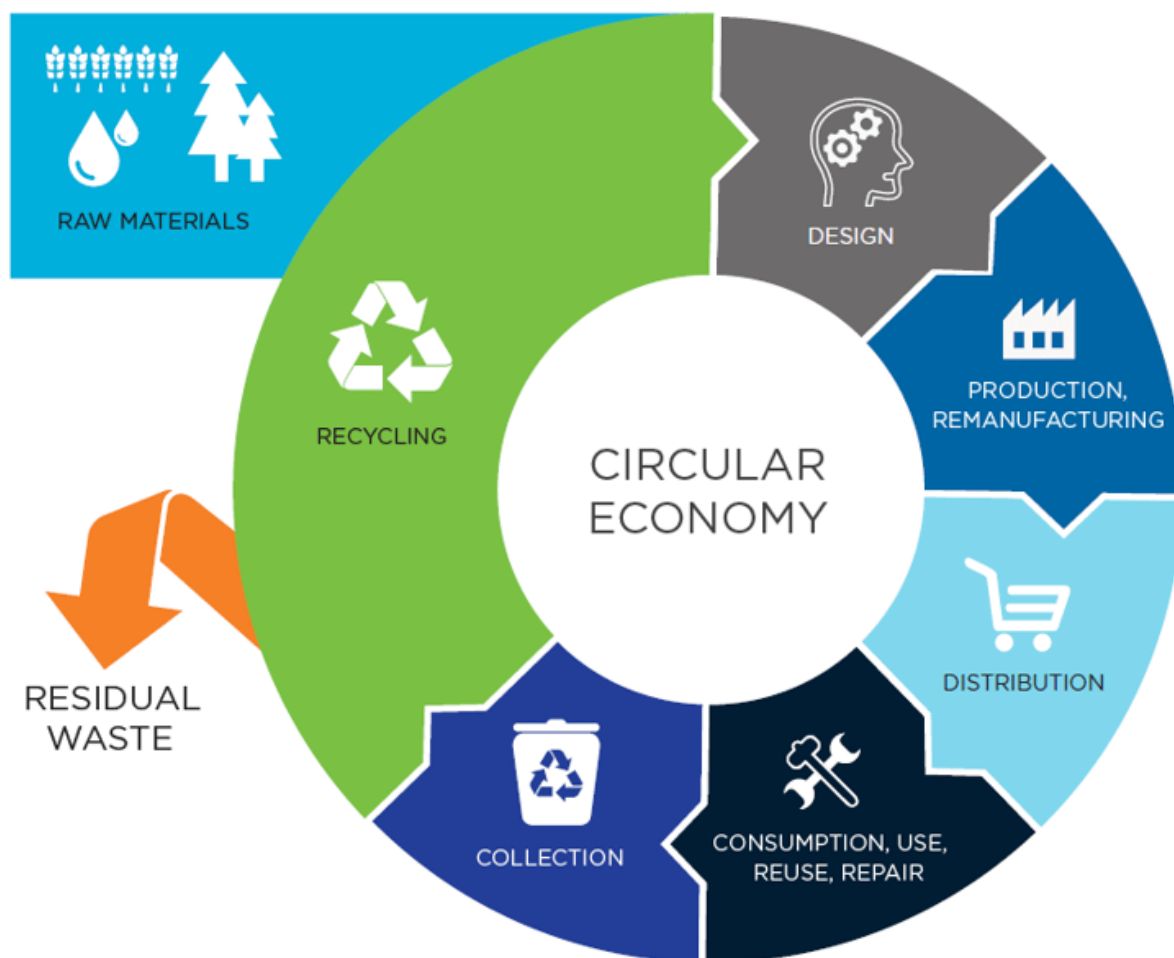 RAW MATERIALS
DESIGN
PRODUCTION,
REMANUFACTURING
RECYCLING
CIRCULAR
ECONOMY
DISTRIBUTION
RESIDUAL
WASTE
CONSUMPTION, USE,
REUSE, REPAIR
COLLECTION